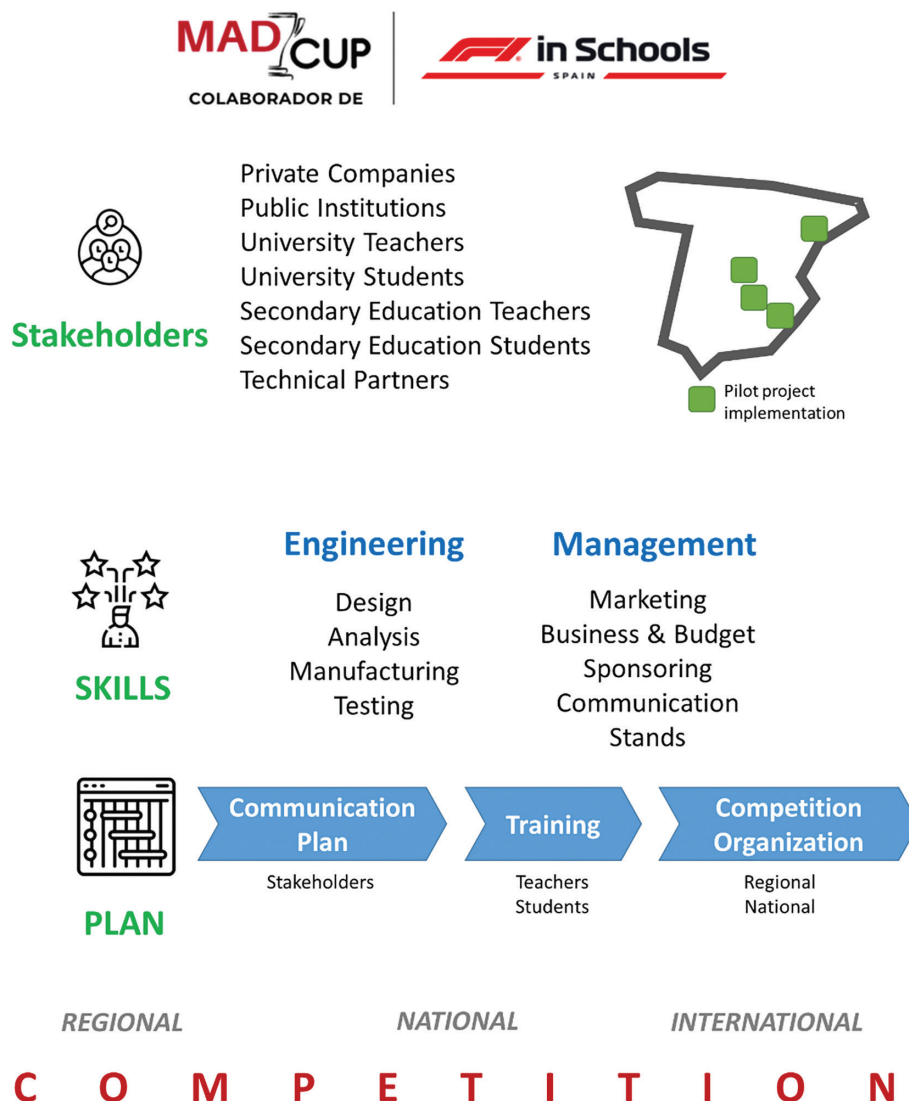 MAD CUP
COLABORADOR DE
F1 in Schools
SPAIN
Stakeholders
Private Companies
Public Institutions
University Teachers
University Students
Secondary Education Teachers
Secondary Education Students
Technical Partners
Pilot project
implementation
SKILLS
Engineering
Design
Analysis
Manufacturing
Testing
Management
Marketing
Business & Budget
Sponsoring
Communication
Stands
PLAN
Communication
Plan
Stakeholders
Training
Teachers
Students
Competition
Organization
Regional
National
REGIONAL
NATIONAL
INTERNATIONAL
C O M P E T I T I O N